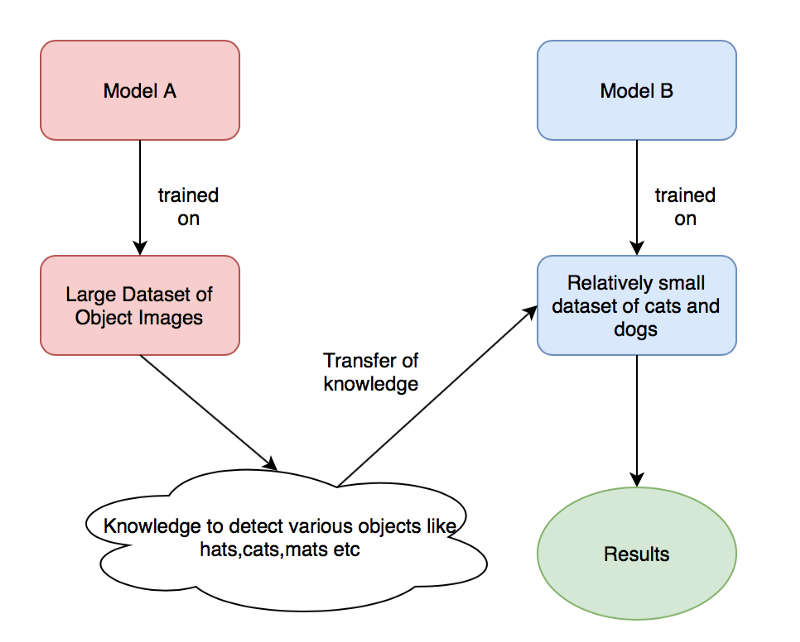 Model A
Model B
trained
on
trained
on
Large Dataset of
Object Images
Relatively small
dataset of cats and
dogs
Transfer of
knowledge
Knowledge to detect various objects like
hats,cats,mats etc
Results